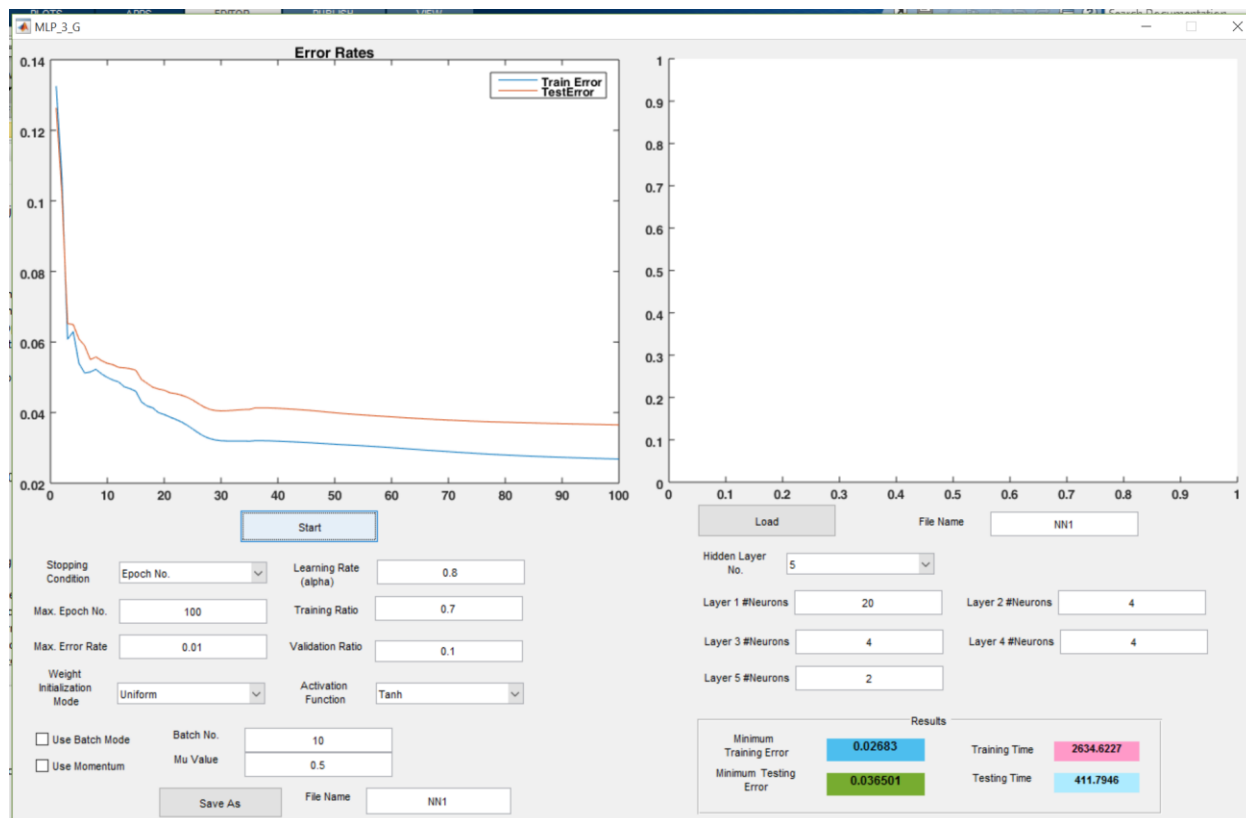 PLOTS APPS EDITOR PUBLISH VIEW Search Documentation
MLP_3_G
Error Rates
0.14
0.12
0.1
0.08
0.06
0.04
0.02
0 10 20 30 40 50 60 70 80 90 100
Train Error
TestError
1
0.9
0.8
0.7
0.6
0.5
0.4
0.3
0.2
0.1
0
0 0.1 0.2 0.3 0.4 0.5 0.6 0.7 0.8 0.9 1
Start
Stopping
Condition
Epoch No.
Learning Rate
(alpha)
0.8
Max. Epoch No.
100
Training Ratio
0.7
Max. Error Rate
0.01
Validation Ratio
0.1
Weight
Initialization
Mode
Uniform
Activation
Function
Tanh
Use Batch Mode
Batch No.
10
Use Momentum
Mu Value
0.5
Save As
File Name
NN1
Load
File Name
NN1
Hidden Layer
No.
5
Layer 1 #Neurons
20
Layer 2 #Neurons
4
Layer 3 #Neurons
4
Layer 4 #Neurons
4
Layer 5 #Neurons
2
Results
Minimum
Training Error
0.02683
Training Time
2634.6227
Minimum Testing
Error
0.036501
Testing Time
411.7946